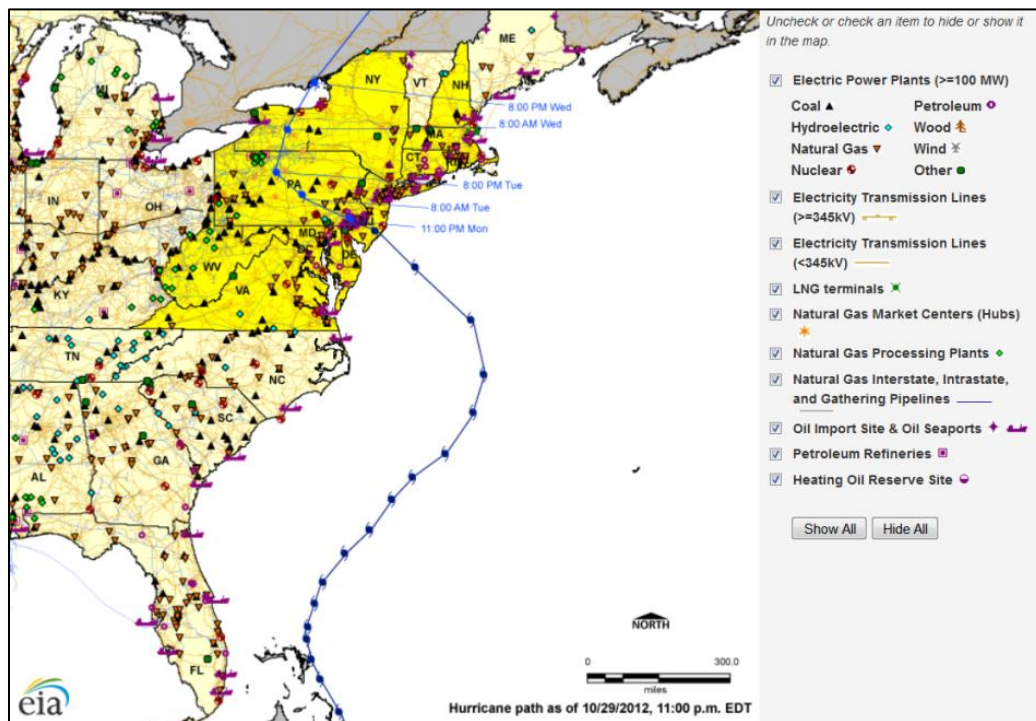 Uncheck or check an item to hide or show it
in the map.
Electric Power Plants (>=100 MW)
Coal
Petroleum
Hydroelectric
Wood
Natural Gas
Wind
Nuclear
Other
Electricity Transmission Lines
(>=345kV)
Electricity Transmission Lines
(<345kV)
LNG terminals
Natural Gas Market Centers (Hubs)
Natural Gas Processing Plants
Natural Gas Interstate, Intrastate,
and Gathering Pipelines
Oil Import Site & Oil Seaports
Petroleum Refineries
Heating Oil Reserve Site
Show All
Hide All
ME
NY
VT
NH
MI
8:00 PM Wed
8:00 AM Wed
MA
CT
RI
PA
8:00 PM Tue
IN
OH
8:00 AM Tue
11:00 PM Mon
MD
DC
DE
WV
VA
KY
TN
NC
SC
GA
AL
FL
NORTH
0
300.0
miles
eia
Hurricane path as of 10/29/2012, 11:00 p.m. EDT